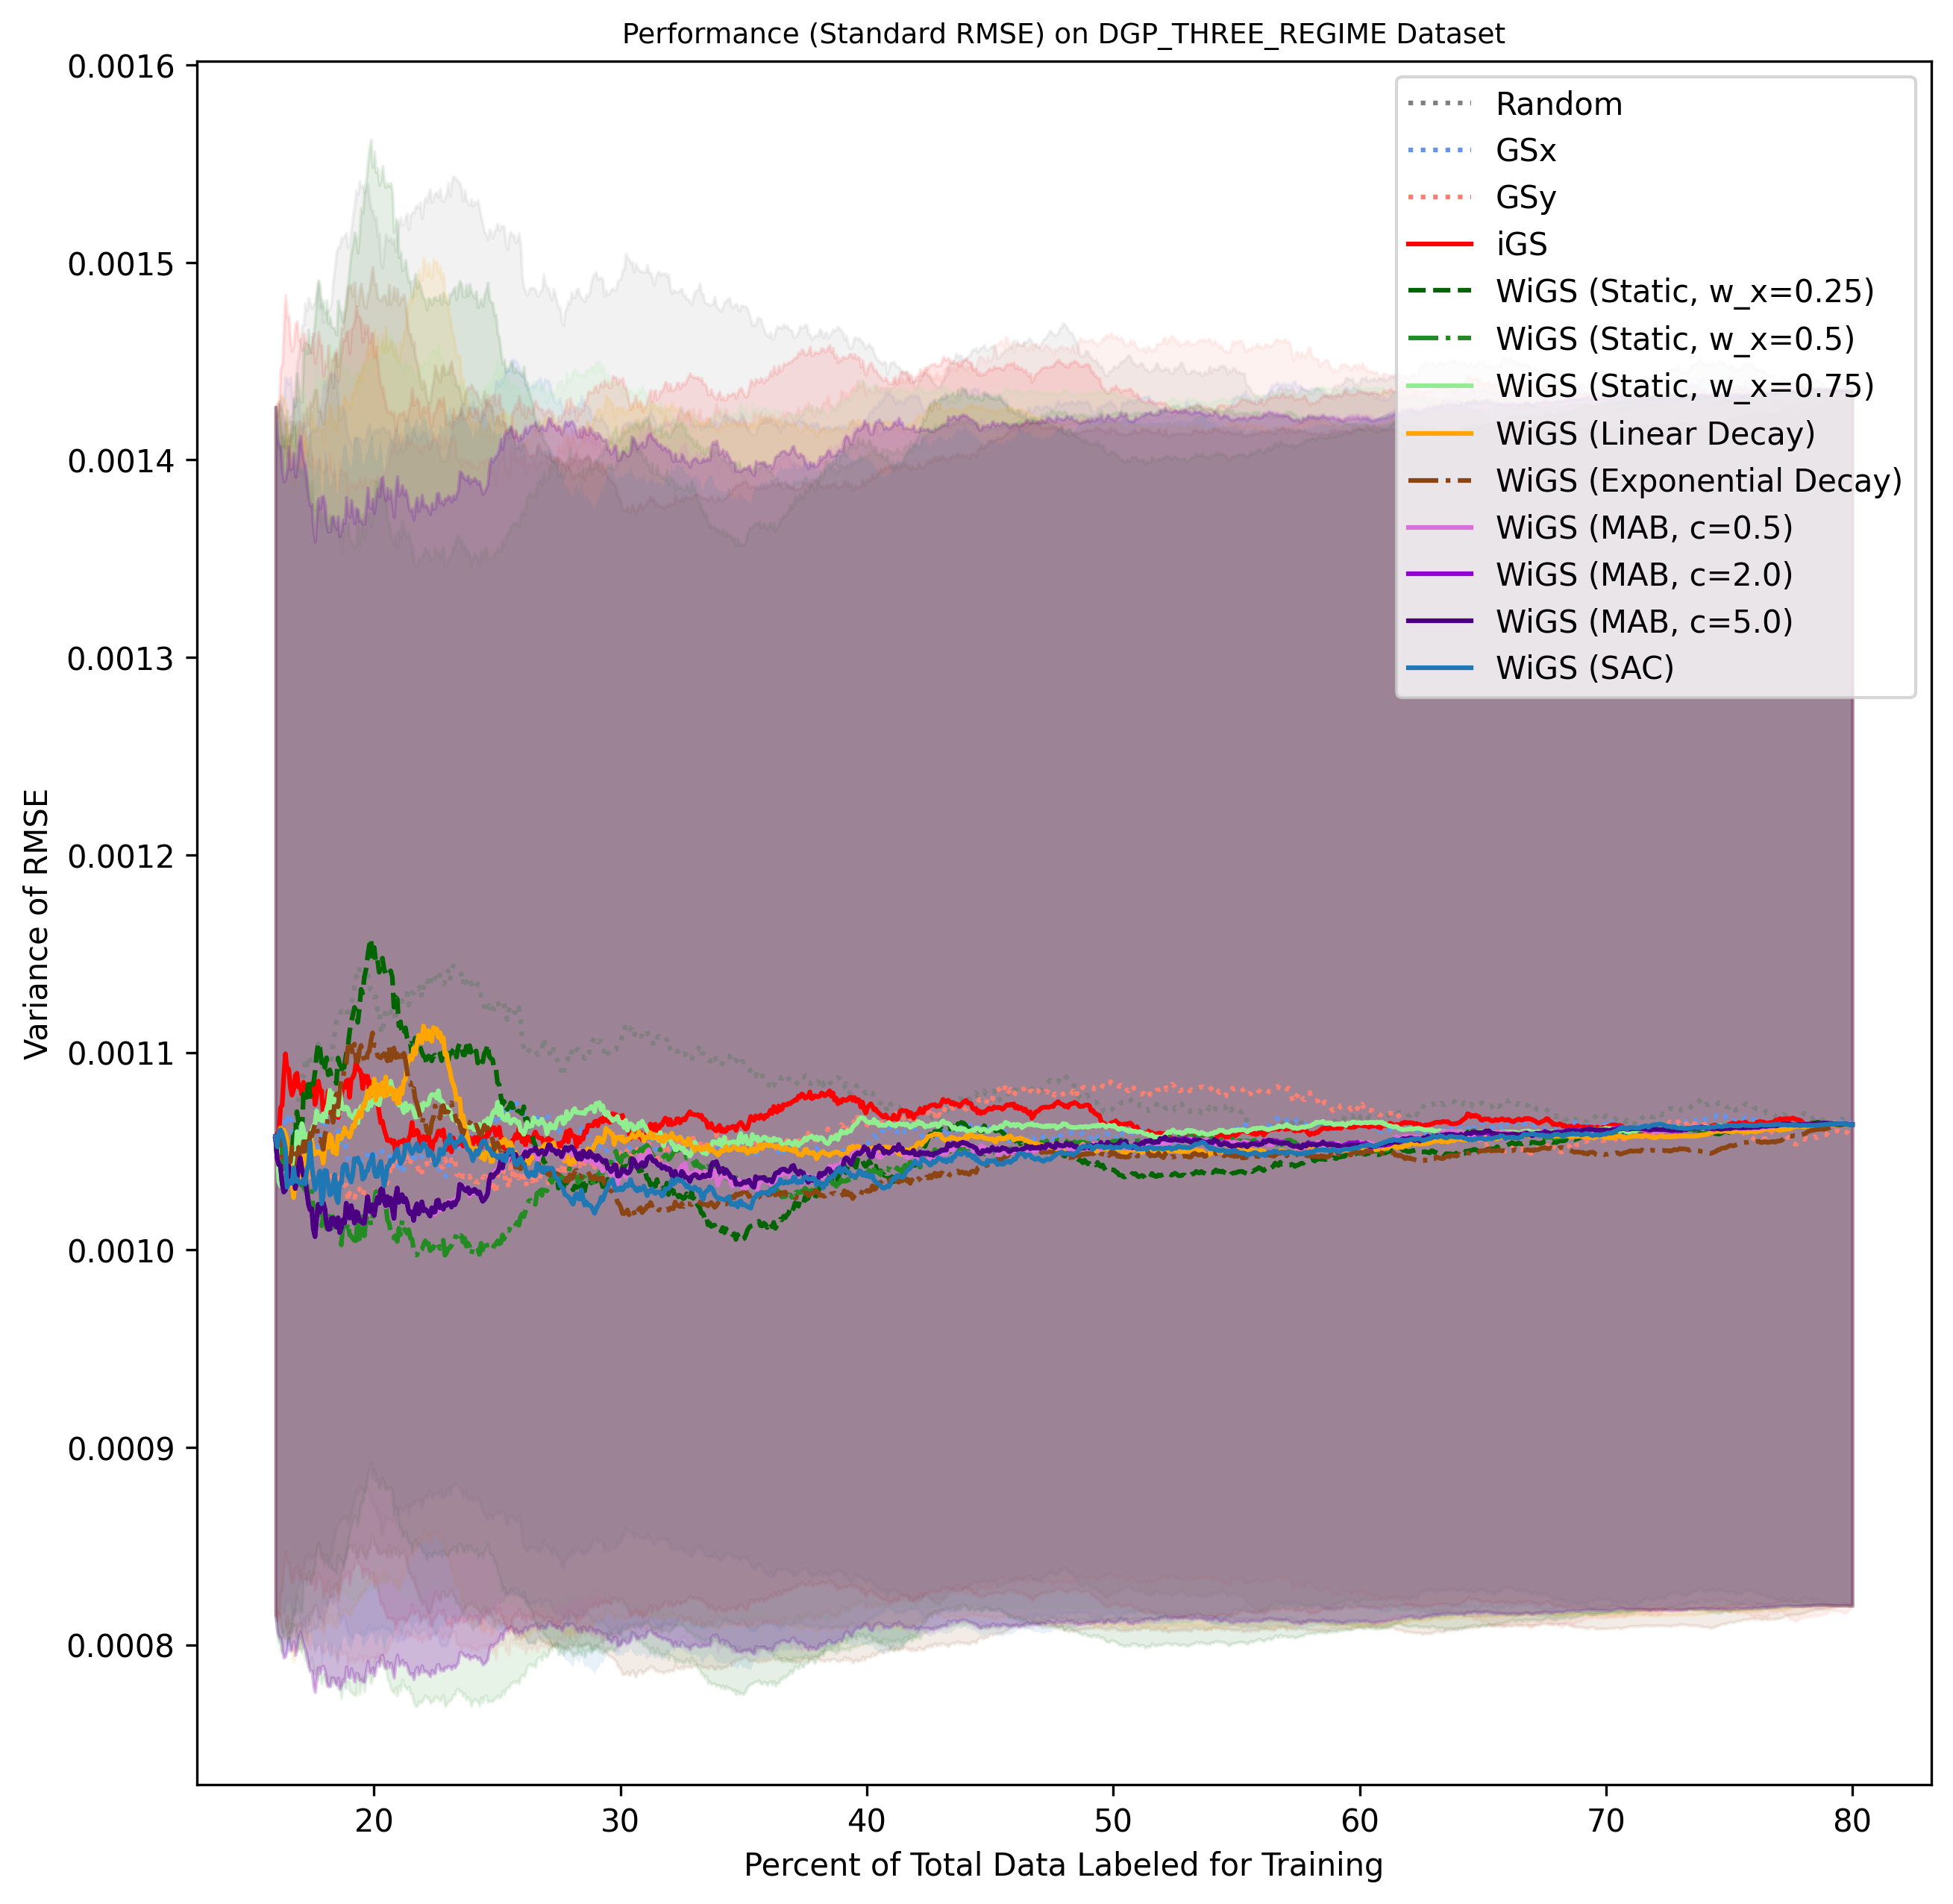 Performance (Standard RMSE) on DGP_THREE_REGIME Dataset
0.0016
0.0015
0.0014
0.0013
0.0012
0.0011
0.0010
0.0009
0.0008
Variance of RMSE
Random
GSx
GSy
iGS
WiGS (Static, w_x=0.25)
WiGS (Static, w_x=0.5)
WiGS (Static, w_x=0.75)
WiGS (Linear Decay)
WiGS (Exponential Decay)
WiGS (MAB, c=0.5)
WiGS (MAB, c=2.0)
WiGS (MAB, c=5.0)
WiGS (SAC)
20 30 40 50 60 70 80
Percent of Total Data Labeled for Training